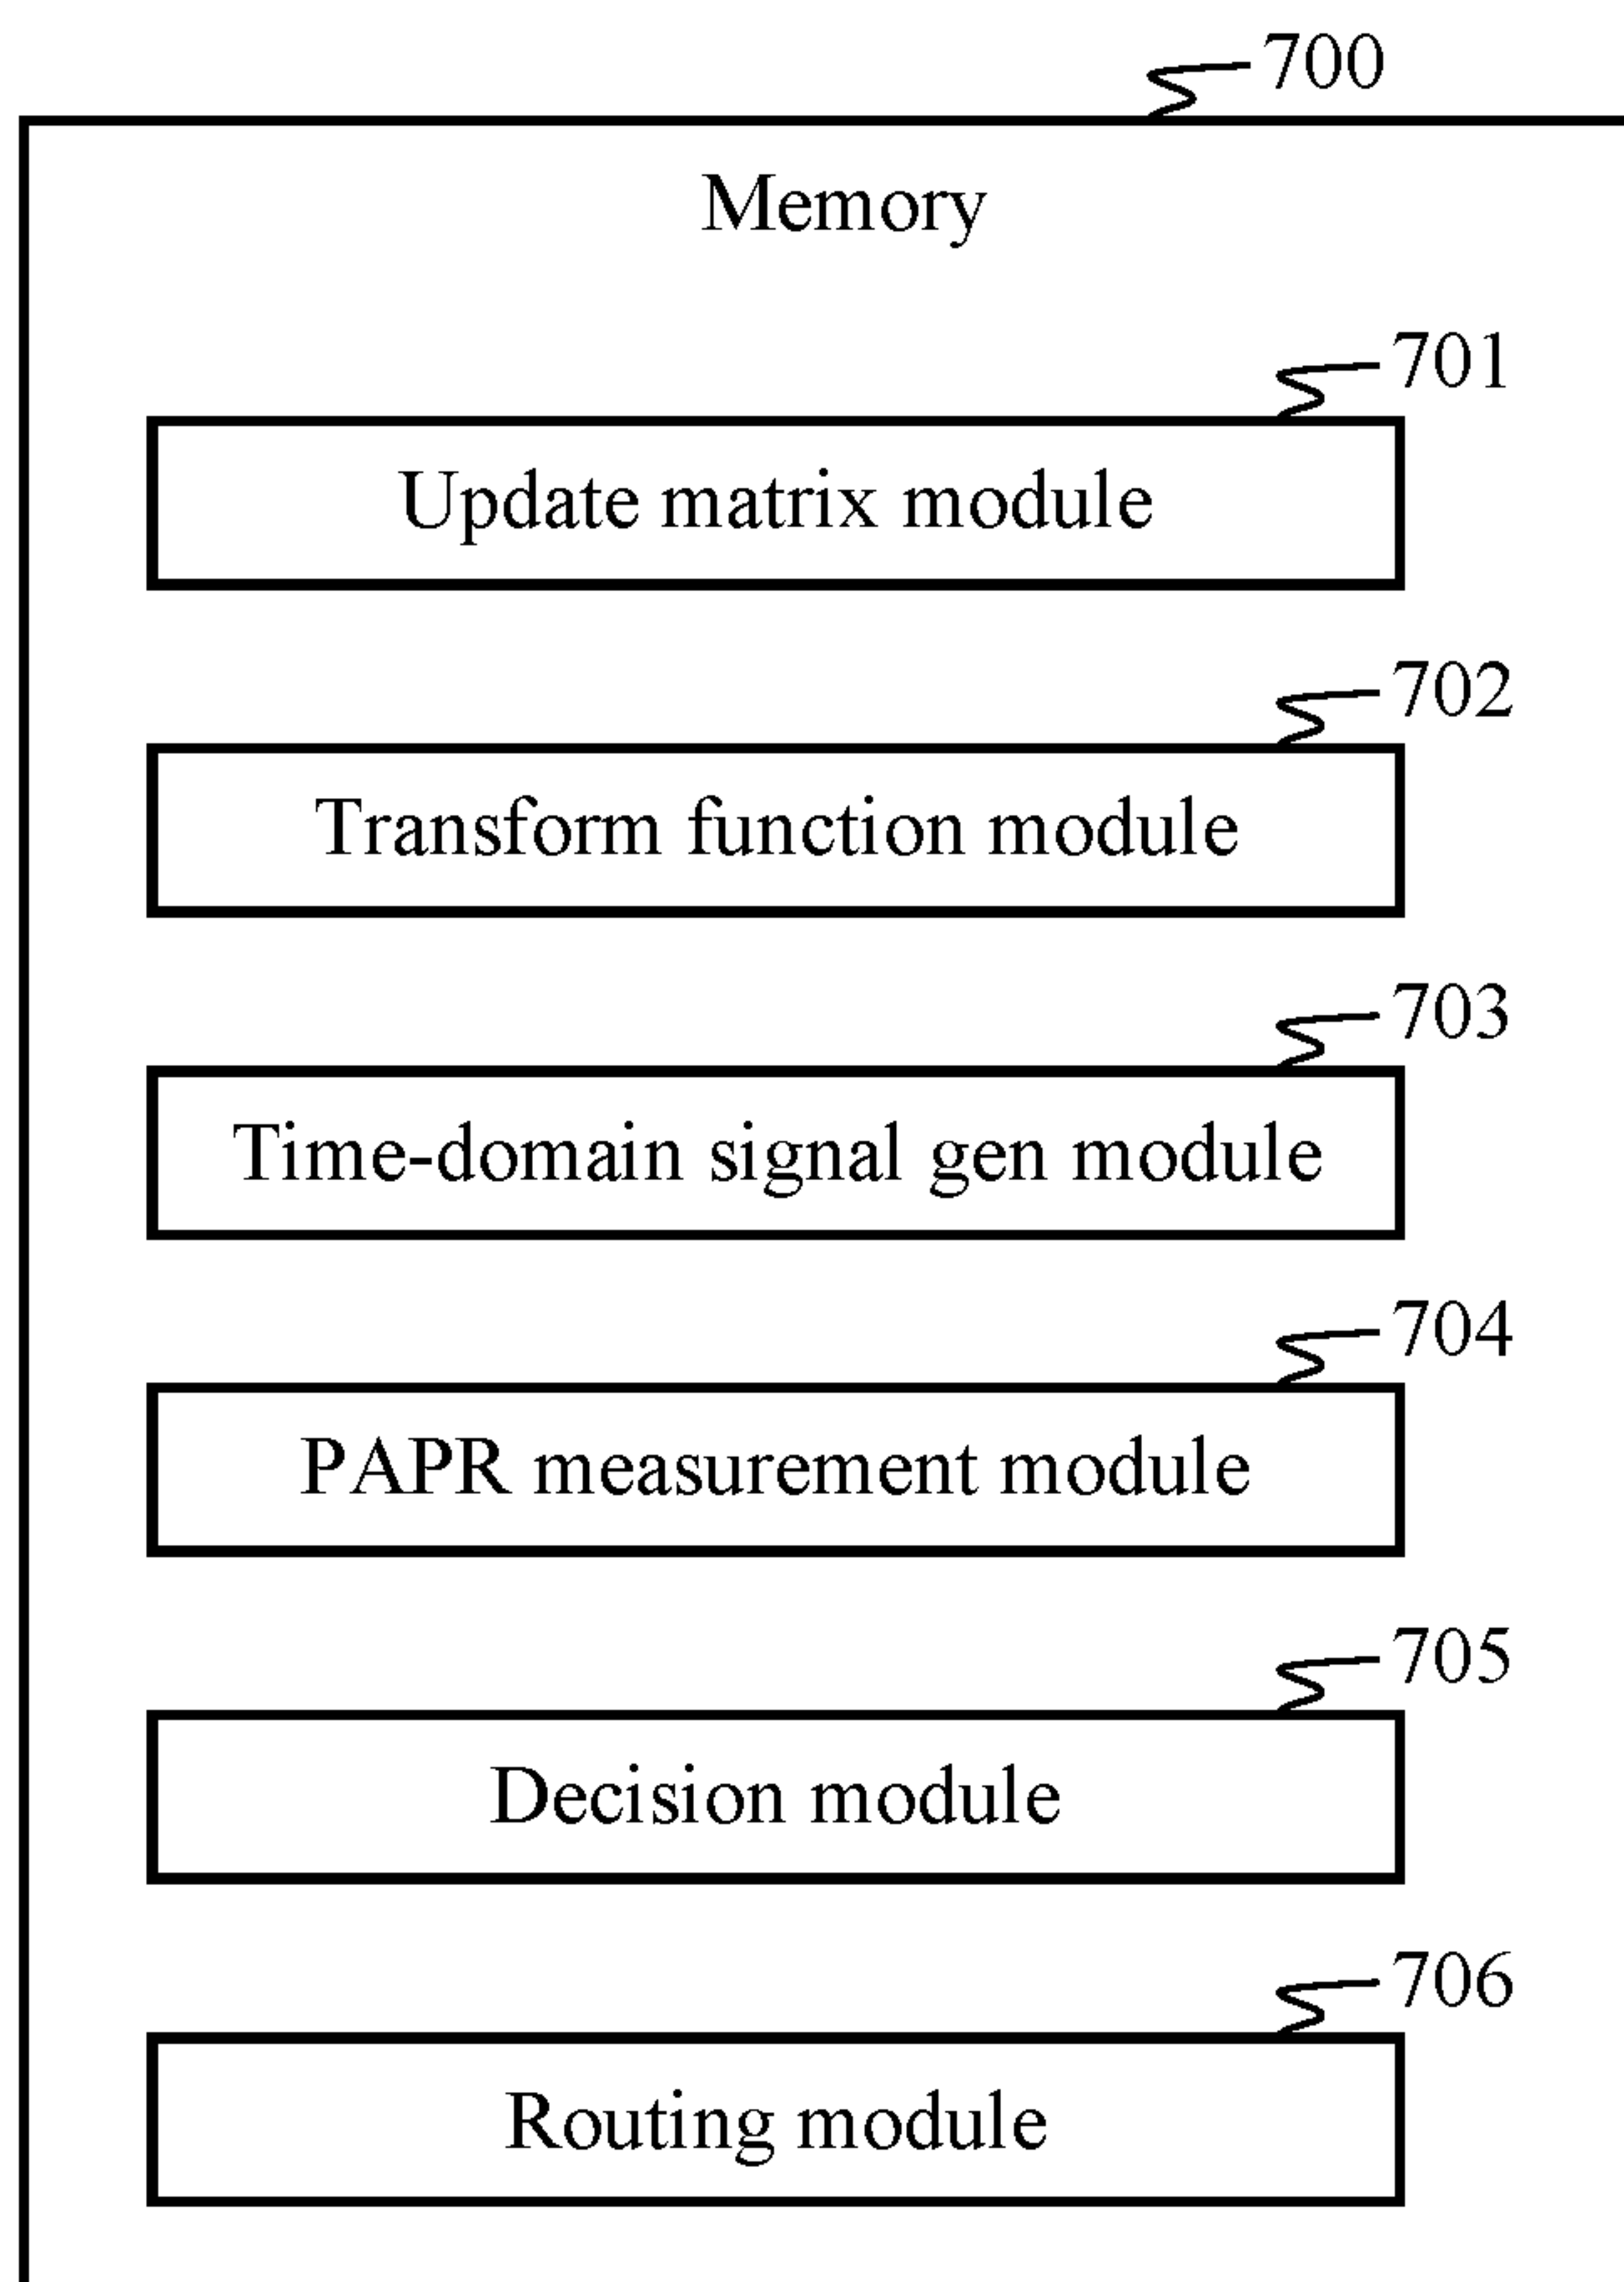 700
Memory
701
Update matrix module
702
Transform function module
703
Time-domain signal gen module
704
PAPR measurement module
705
Decision module
706
Routing module